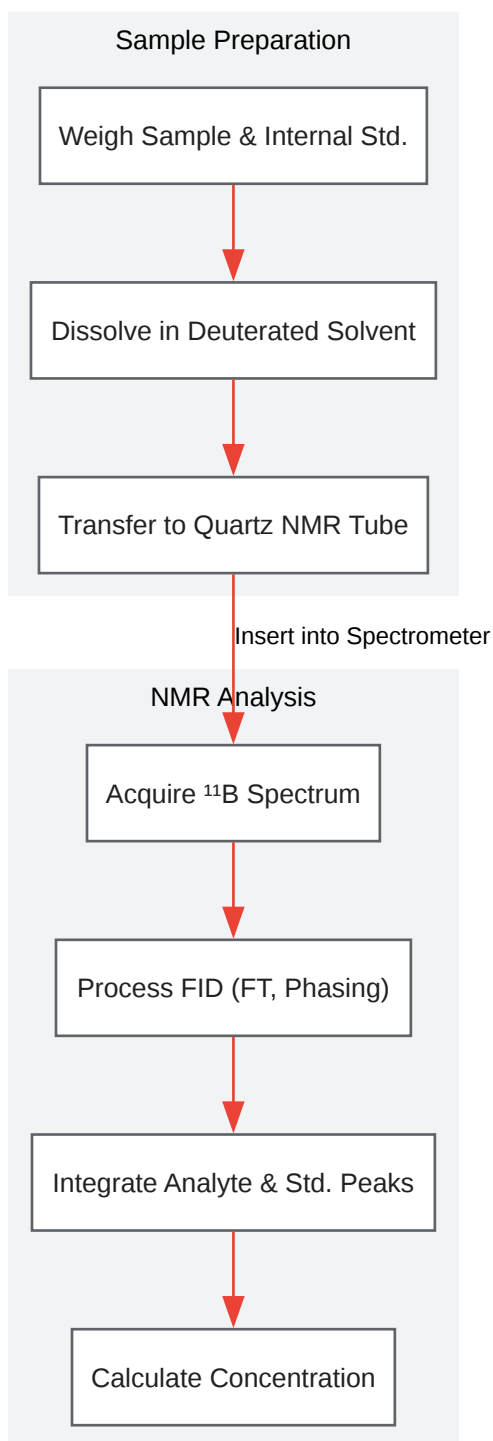 Sample Preparation
Weigh Sample & Internal Std.
Dissolve in Deuterated Solvent
Transfer to Quartz NMR Tube
Insert into Spectrometer
NMR Analysis
Acquire ¹¹B Spectrum
Process FID (FT, Phasing)
Integrate Analyte & Std. Peaks
Calculate Concentration